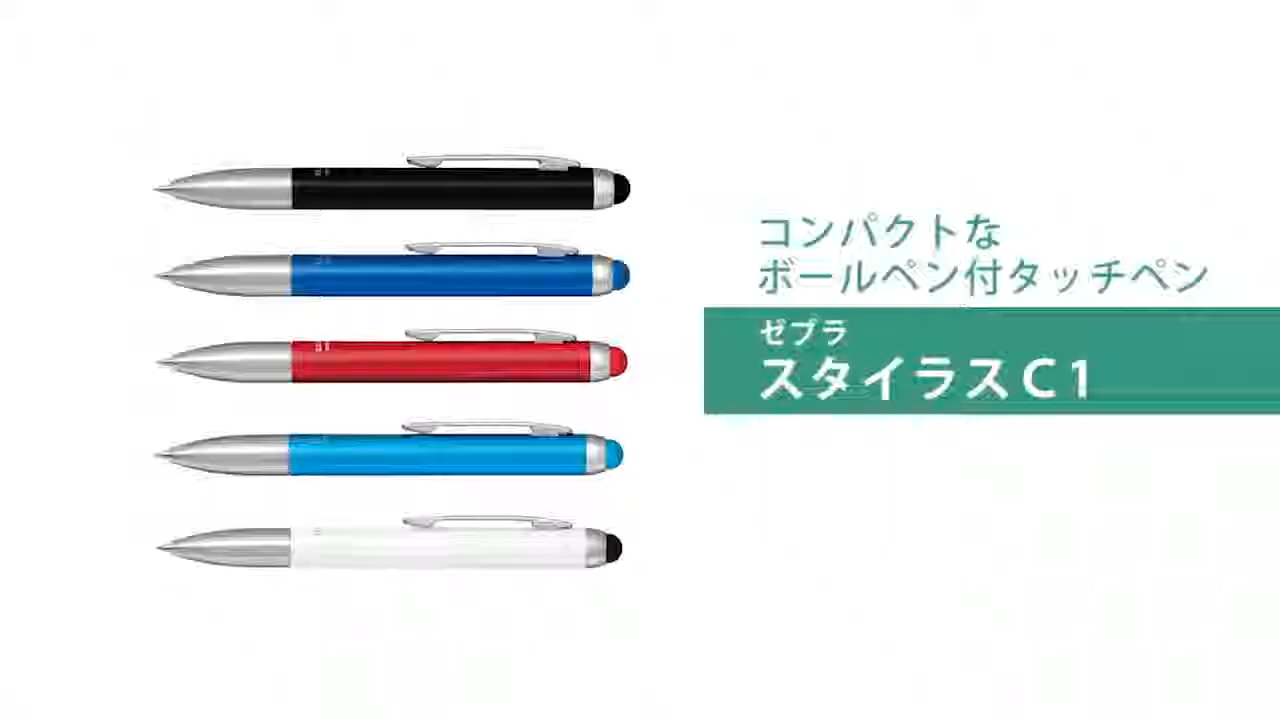 コンパクトな
ボールペン付タッチペン
ゼブラ
スタイラスC1